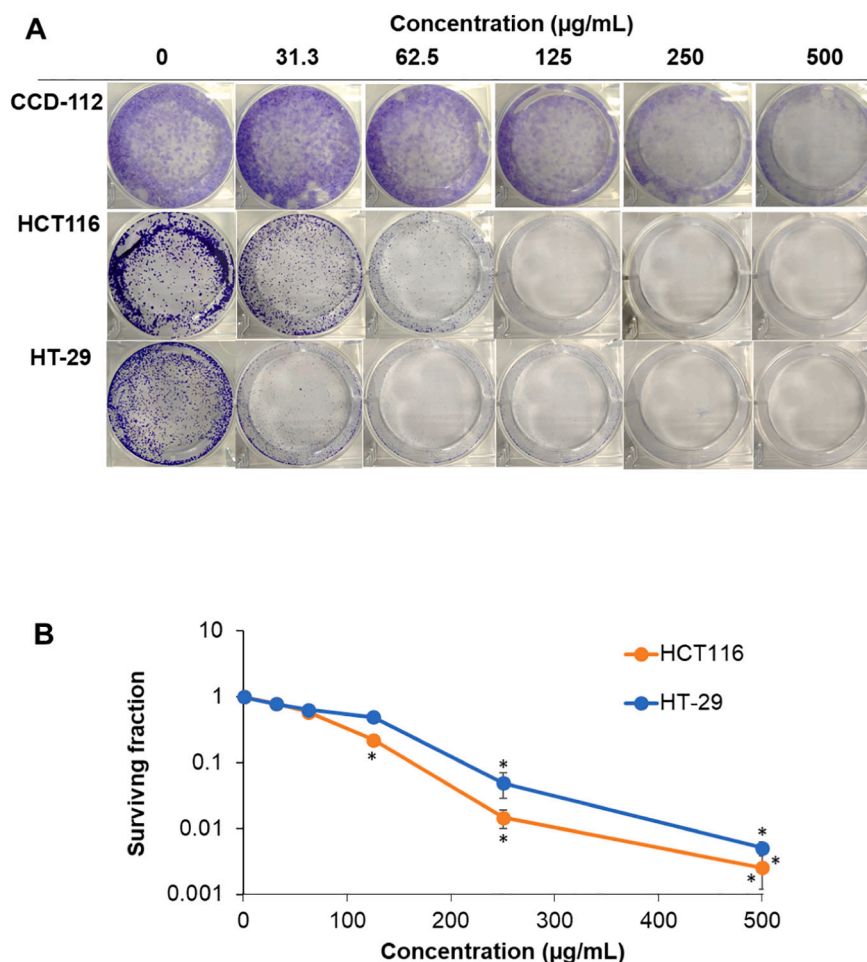 A
Concentration (µg/mL)
0 31.3 62.5 125 250 500
CCD-112
HCT116
HT-29
B
10
1
0.1
0.01
0.001
Survivng fraction
HCT116
HT-29
*
*
*
*
*
*
0 100 200 300 400 500
Concentration (µg/mL)